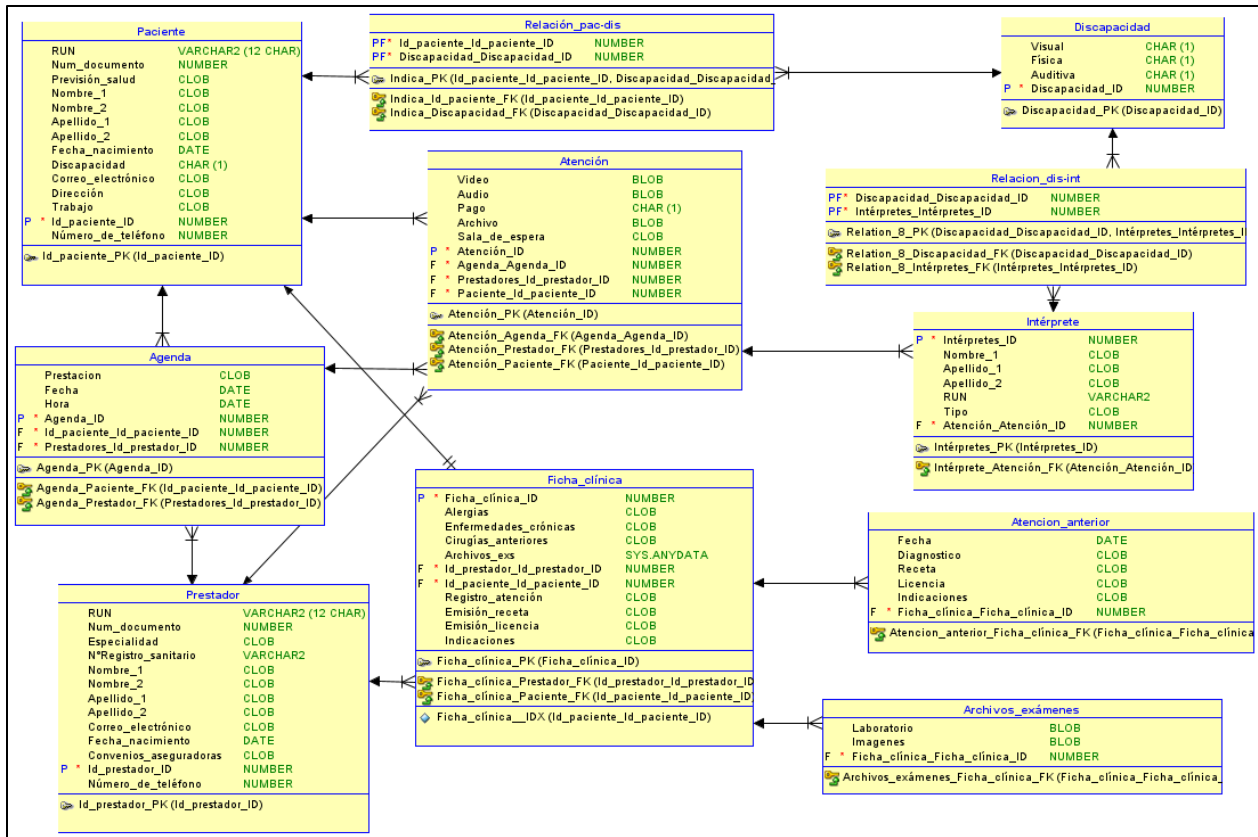 Paciente
RUN VARCHAR2 (12 CHAR)
Num_documento NUMBER
Previsión_salud CLOB
Nombre_1 CLOB
Nombre_2 CLOB
Apellido_1 CLOB
Apellido_2 CLOB
Fecha_nacimiento DATE
Discapacidad CHAR (1)
Correo_electrónico CLOB
Dirección CLOB
Trabajo CLOB
P * Id_paciente_ID NUMBER
Número_de_teléfono NUMBER
Id_paciente_PK (Id_paciente_ID)
Relación_pac-dis
PF* Id_paciente_Id_paciente_ID NUMBER
PF* Discapacidad_Discapacidad_ID NUMBER
Indica_PK (Id_paciente_Id_paciente_ID, Discapacidad_Discapacidad_
Indica_Id_paciente_FK (Id_paciente_Id_paciente_ID)
Indica_Discapacidad_FK (Discapacidad_Discapacidad_ID)
Discapacidad
Visual CHAR (1)
Física CHAR (1)
Auditiva CHAR (1)
P * Discapacidad_ID NUMBER
Discapacidad_PK (Discapacidad_ID)
Atención
Video BLOB
Audio BLOB
Pago CHAR (1)
Archivo BLOB
Sala_de_espera CLOB
P * Atención_ID NUMBER
F * Agenda_Agenda_ID NUMBER
F * Prestadores_Id_prestador_ID NUMBER
F * Paciente_Id_paciente_ID NUMBER
Atención_PK (Atención_ID)
Atención_Agenda_FK (Agenda_Agenda_ID)
Atención_Prestador_FK (Prestadores_Id_prestador_ID)
Atención_Paciente_FK (Paciente_Id_paciente_ID)
Relacion_dis-int
PF* Discapacidad_Discapacidad_ID NUMBER
PF* Intérpretes_Intérpretes_ID NUMBER
Relation_8_PK (Discapacidad_Discapacidad_ID, Intérpretes_Intérpretes_I
Relation_8_Discapacidad_FK (Discapacidad_Discapacidad_ID)
Relation_8_Intérpretes_FK (Intérpretes_Intérpretes_ID)
Intérprete
P * Intérpretes_ID NUMBER
Nombre_1 CLOB
Apellido_1 CLOB
Apellido_2 CLOB
RUN VARCHAR2
Tipo CLOB
F * Atención_Atención_ID NUMBER
Intérpretes_PK (Intérpretes_ID)
Intérprete_Atención_FK (Atención_Atención_ID
Agenda
Prestacion CLOB
Fecha DATE
Hora DATE
P * Agenda_ID NUMBER
F * Id_paciente_Id_paciente_ID NUMBER
F * Prestadores_Id_prestador_ID NUMBER
Agenda_PK (Agenda_ID)
Agenda_Paciente_FK (Id_paciente_Id_paciente_ID)
Agenda_Prestador_FK (Prestadores_Id_prestador_ID)
Ficha_clínica
P * Ficha_clínica_ID NUMBER
Alergias CLOB
Enfermedades_crónicas CLOB
Cirugías_anteriores CLOB
Archivos_exs SYS.ANYDATA
F * Id_prestador_Id_prestador_ID NUMBER
F * Id_paciente_Id_paciente_ID NUMBER
Registro_atención CLOB
Emisión_receta CLOB
Emisión_licencia CLOB
Indicaciones CLOB
Ficha_clínica_PK (Ficha_clínica_ID)
Ficha_clínica_Prestador_FK (Id_prestador_Id_prestador_ID
Ficha_clínica_Paciente_FK (Id_paciente_Id_paciente_ID)
Ficha_clínica__IDX (Id_paciente_Id_paciente_ID)
Atencion_anterior
Fecha DATE
Diagnostico CLOB
Receta CLOB
Licencia CLOB
Indicaciones CLOB
F * Ficha_clínica_Ficha_clínica_ID NUMBER
Atencion_anterior_Ficha_clínica_FK (Ficha_clínica_Ficha_clínica
Prestador
RUN VARCHAR2 (12 CHAR)
Num_documento NUMBER
Especialidad CLOB
N°Registro_sanitario VARCHAR2
Nombre_1 CLOB
Nombre_2 CLOB
Apellido_1 CLOB
Apellido_2 CLOB
Correo_electrónico CLOB
Fecha_nacimiento DATE
Convenios_aseguradoras CLOB
P * Id_prestador_ID NUMBER
Número_de_teléfono NUMBER
Id_prestador_PK (Id_prestador_ID)
Archivos_exámenes
Laboratorio BLOB
Imagenes BLOB
F * Ficha_clínica_Ficha_clínica_ID NUMBER
Archivos_exámenes_Ficha_clínica_FK (Ficha_clínica_Ficha_clínica_